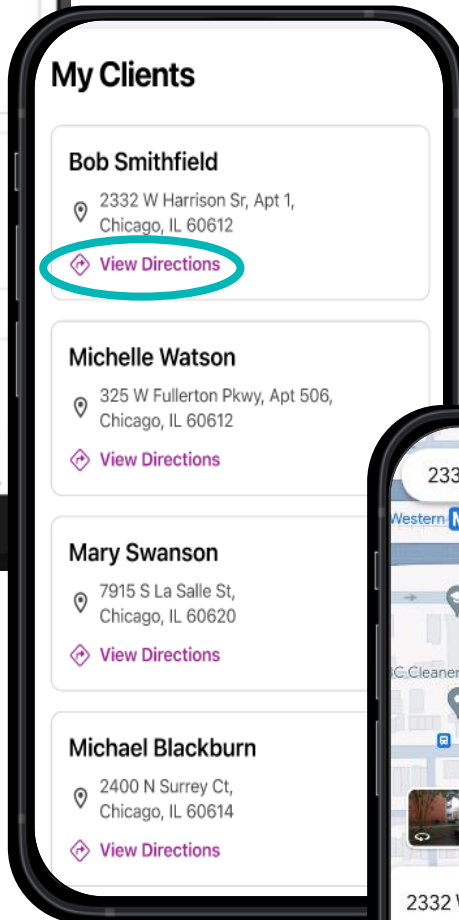 My Clients
Bob Smithfield
2332 W Harrison Sr, Apt 1,
Chicago, IL 60612
View Directions
Michelle Watson
325 W Fullerton Pkwy, Apt 506,
Chicago, IL 60612
View Directions
Mary Swanson
7915 S La Salle St,
Chicago, IL 60620
View Directions
Michael Blackburn
2400 N Surrey Ct,
Chicago, IL 60614
View Directions
233
Western
C Cleaner
2332